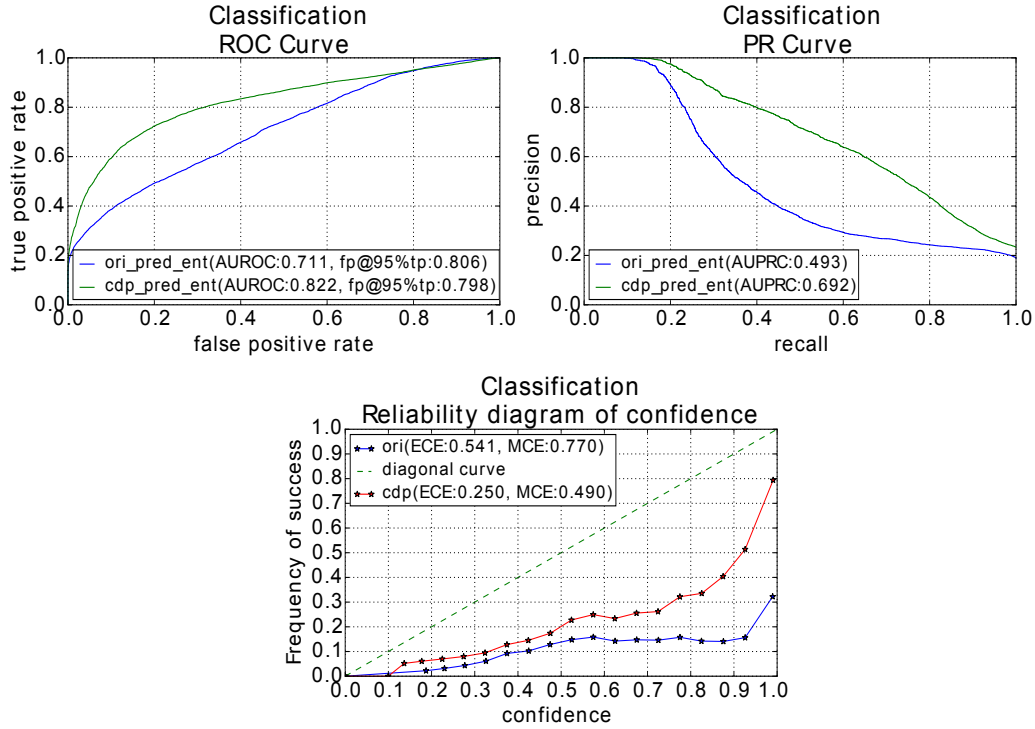 Classification
ROC Curve
true positive rate
1.0
0.8
0.6
0.4
0.2
0.0
ori_pred_ent(AUROC:0.711, fp@95%tp:0.806)
cdp_pred_ent(AUROC:0.822, fp@95%tp:0.798)
0.0 0.2 0.4 0.6 0.8 1.0
false positive rate
Classification
PR Curve
precision
1.0
0.8
0.6
0.4
0.2
0.0
ori_pred_ent(AUPRC:0.493)
cdp_pred_ent(AUPRC:0.692)
0.0 0.2 0.4 0.6 0.8 1.0
recall
Classification
Reliability diagram of confidence
Frequency of success
1.0
0.9
0.8
0.7
0.6
0.5
0.4
0.3
0.2
0.1
0.0
ori(ECE:0.541, MCE:0.770)
diagonal curve
cdp(ECE:0.250, MCE:0.490)
0.0 0.1 0.2 0.3 0.4 0.5 0.6 0.7 0.8 0.9 1.0
confidence